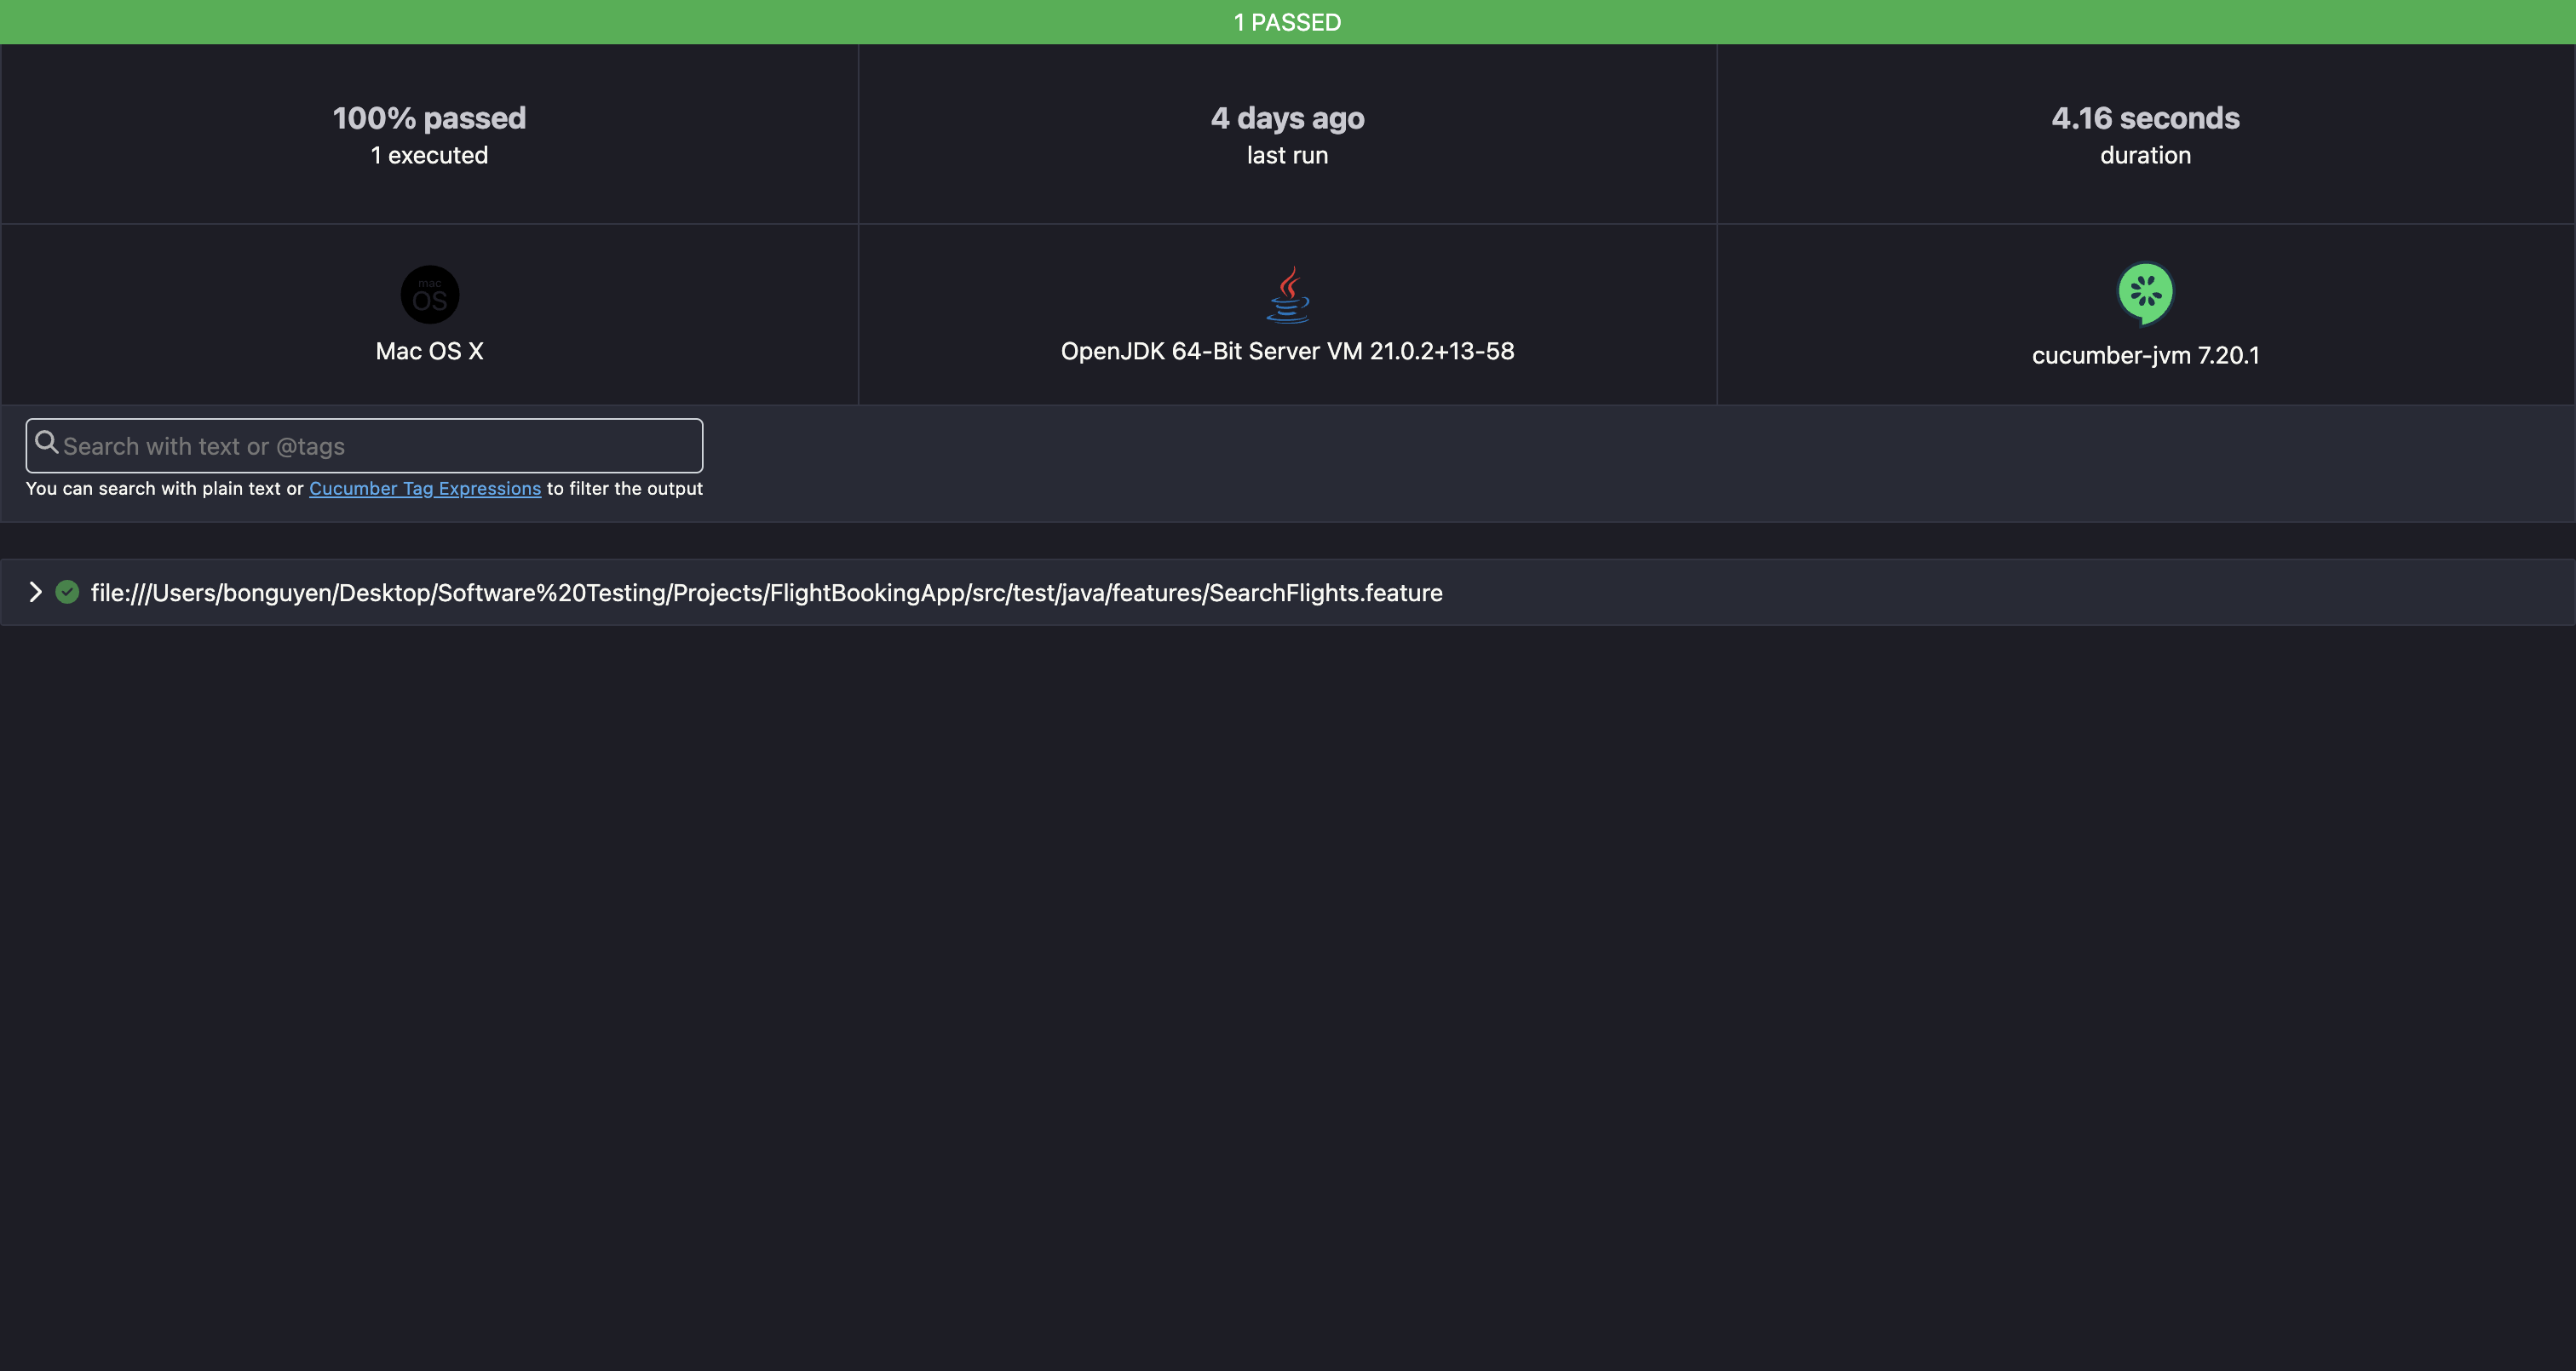 1 PASSED
100% passed
1 executed
4 days ago
last run
4.16 seconds
duration
mac
OS
Mac OS X
OpenJDK 64-Bit Server VM 21.0.2+13-58
cucumber-jvm 7.20.1
Search with text or @tags
You can search with plain text or Cucumber Tag Expressions to filter the output
file:///Users/bonguyen/Desktop/Software%20Testing/Projects/FlightBookingApp/src/test/java/features/SearchFlights.feature